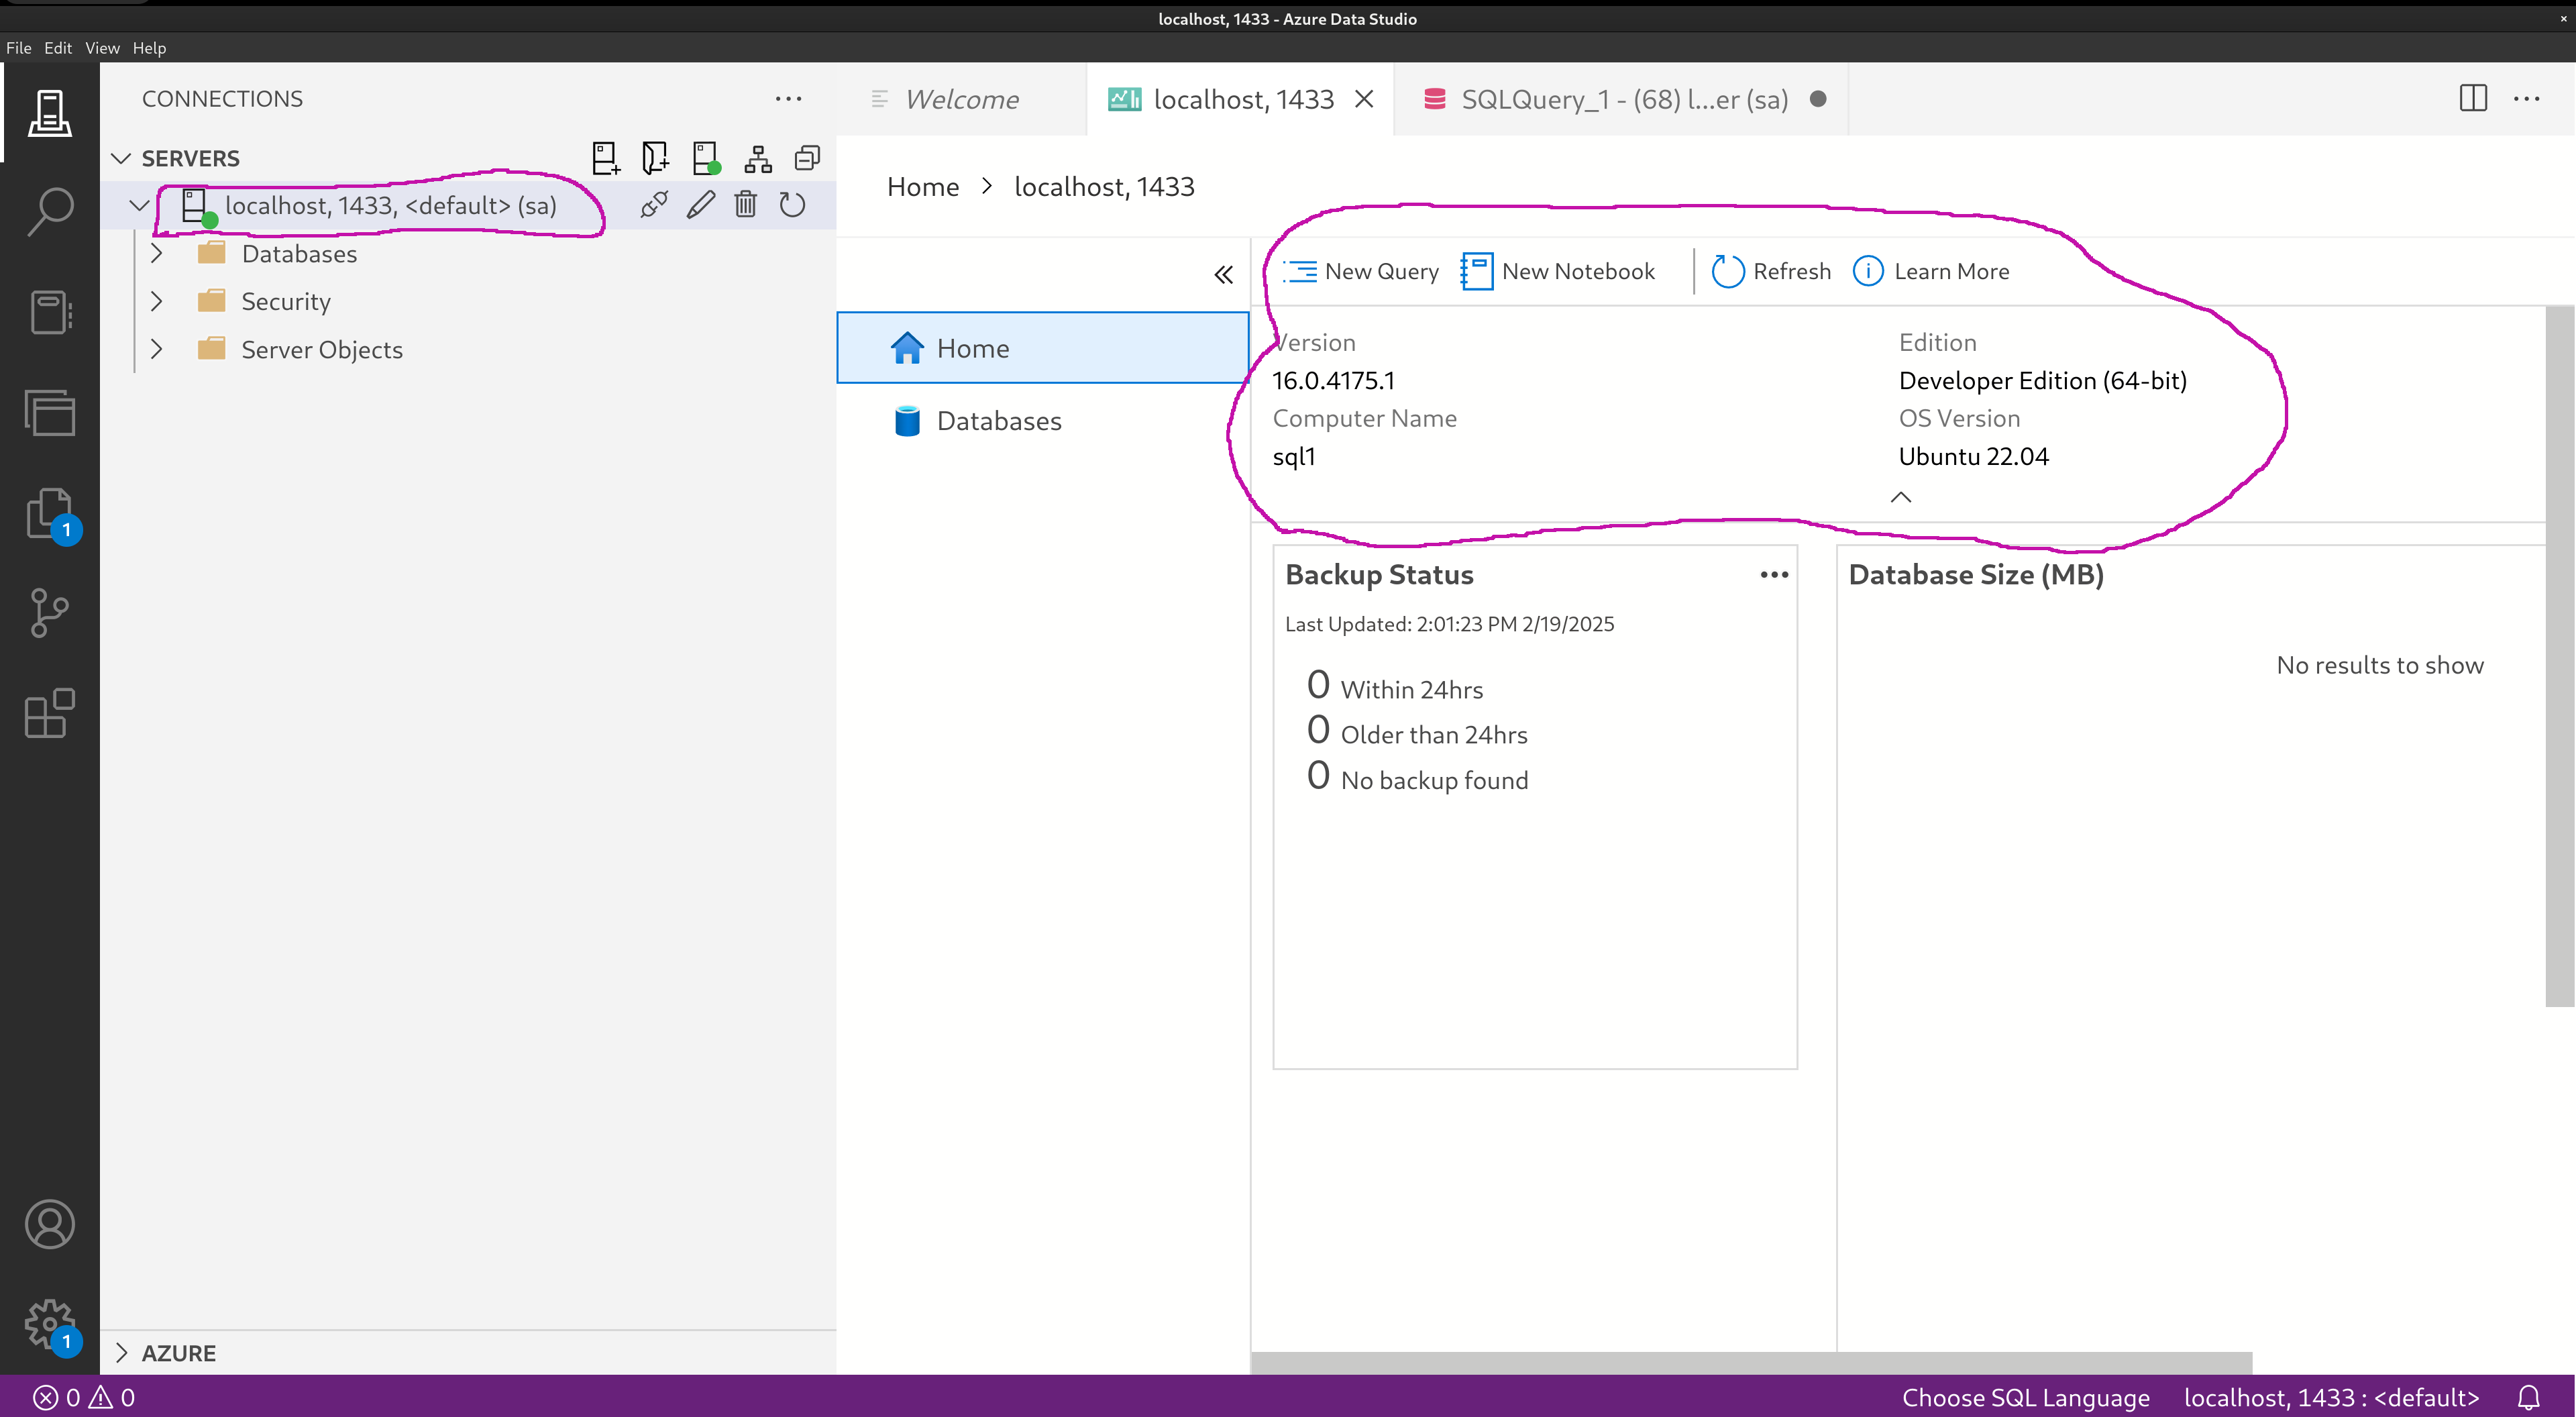 localhost, 1433 - Azure Data Studio
File Edit View Help
CONNECTIONS
Welcome
localhost, 1433
SQLQuery_1 - (68) l...er (sa)
SERVERS
localhost, 1433, <default> (sa)
Databases
Security
Server Objects
Home > localhost, 1433
New Query
New Notebook
Refresh
Learn More
Home
Databases
Version
16.0.4175.1
Computer Name
sql1
Edition
Developer Edition (64-bit)
OS Version
Ubuntu 22.04
Backup Status
Last Updated: 2:01:23 PM 2/19/2025
0 Within 24hrs
0 Older than 24hrs
0 No backup found
Database Size (MB)
No results to show
1
1
AZURE
0 0
Choose SQL Language
localhost, 1433 : <default>